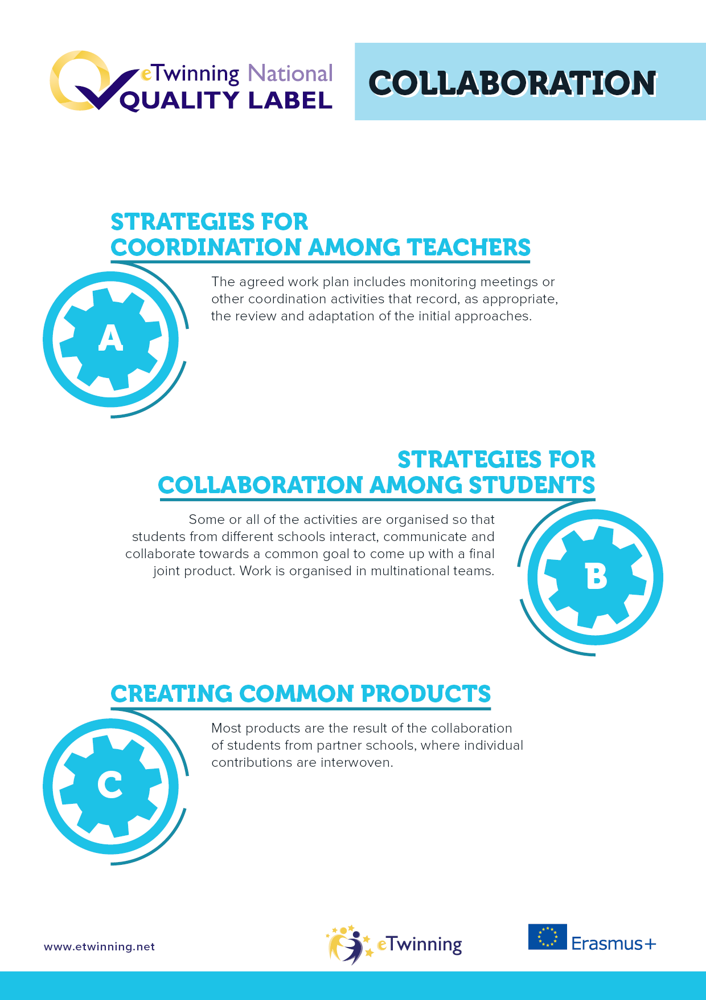 eTwinning National
QUALITY LABEL
COLLABORATION
STRATEGIES FOR
COORDINATION AMONG TEACHERS
A
The agreed work plan includes monitoring meetings or
other coordination activities that record, as appropriate,
the review and adaptation of the initial approaches.
STRATEGIES FOR
COLLABORATION AMONG STUDENTS
B
Some or all of the activities are organised so that
students from different schools interact, communicate and
collaborate towards a common goal to come up with a final
joint product. Work is organised in multinational teams.
CREATING COMMON PRODUCTS
C
Most products are the result of the collaboration
of students from partner schools, where individual
contributions are interwoven.
www.etwinning.net
eTwinning
Erasmus+